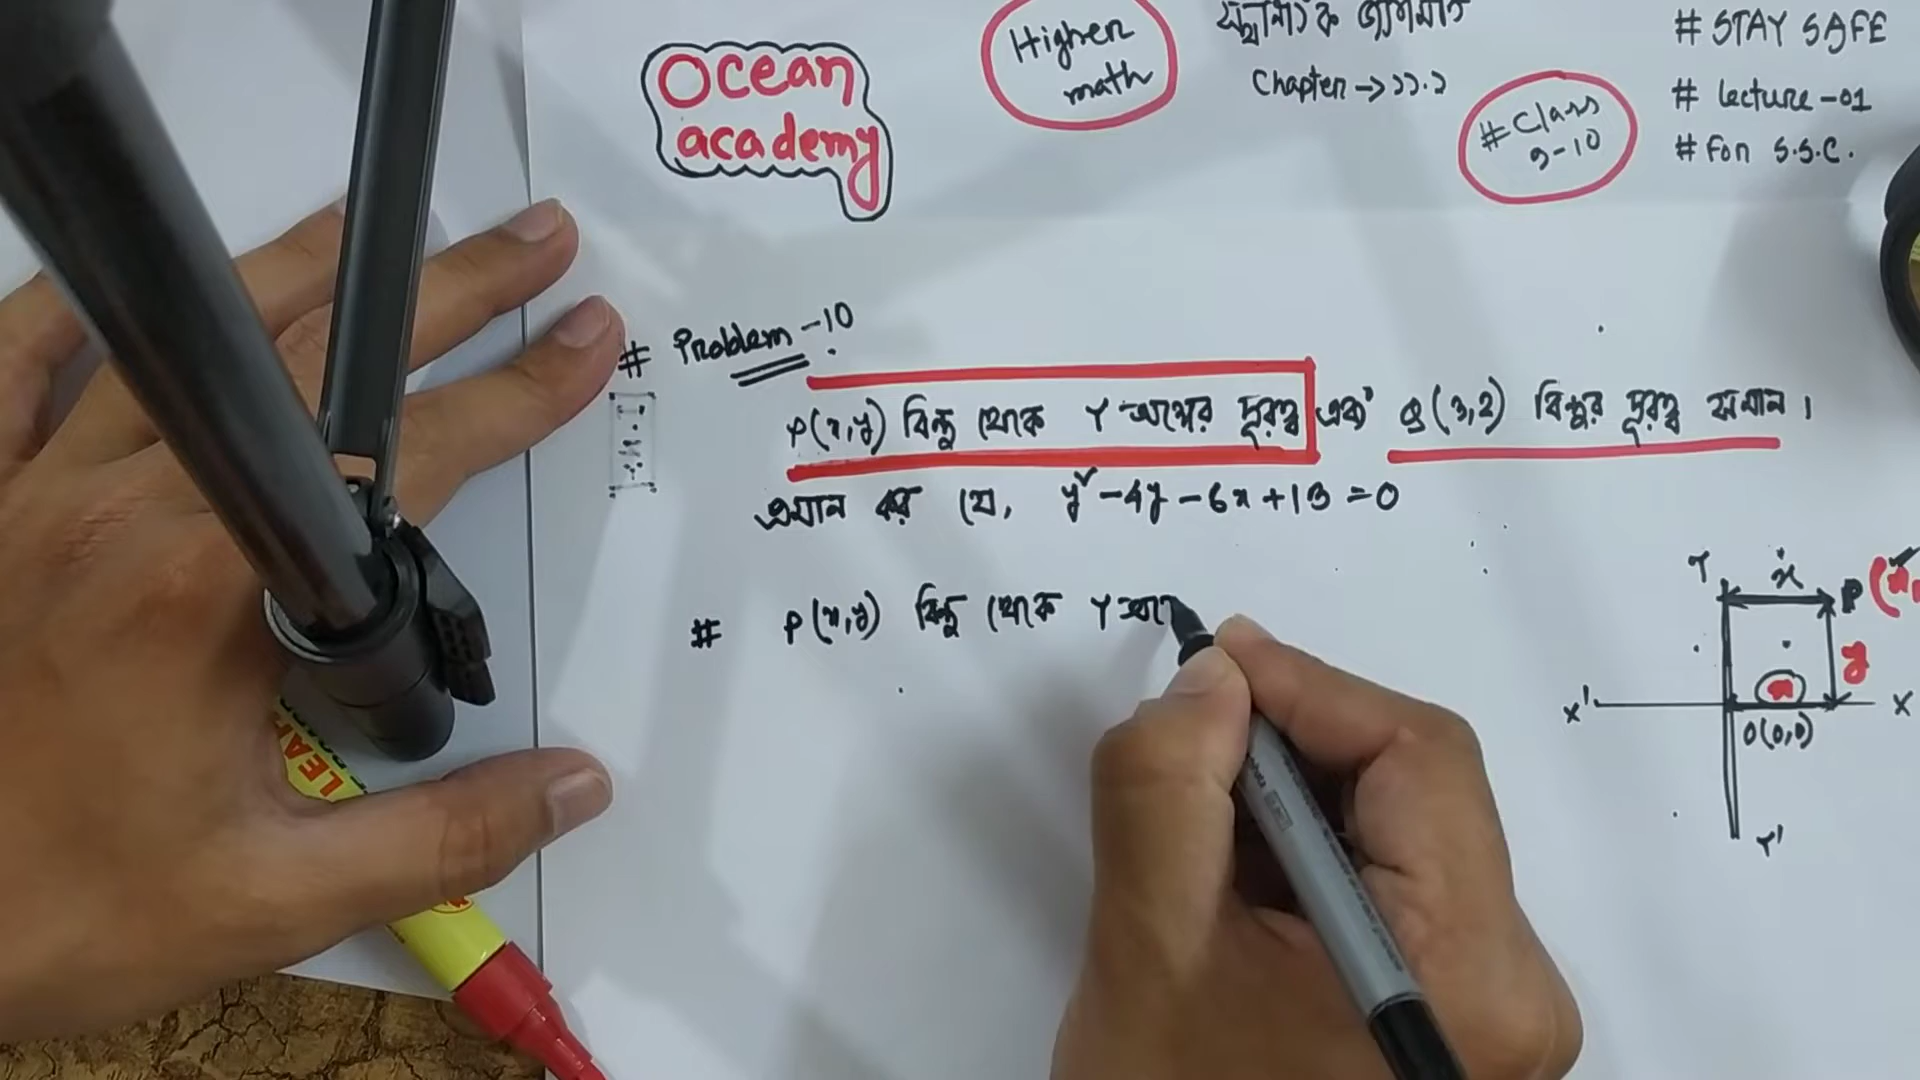 Ocean
academy
Higher
math
স্থানাঙ্ক জ্যামিতি
Chapter → ১১.১
# Class
9-10
# STAY SAFE
# lecture -01
# For S.S.C.
# Problem -10
P(x,y) বিন্দু থেকে Y অক্ষের দূরত্ব এবং Q(3,2) বিন্দুর দূরত্ব সমান।
প্রমান কর যে, y² - 4y - 6x + 13 = 0
# P(x,y) বিন্দু থেকে Y অক্ষে
Y
x
P (x,
y
x
X'
X
O(0,0)
Y'
LEAF